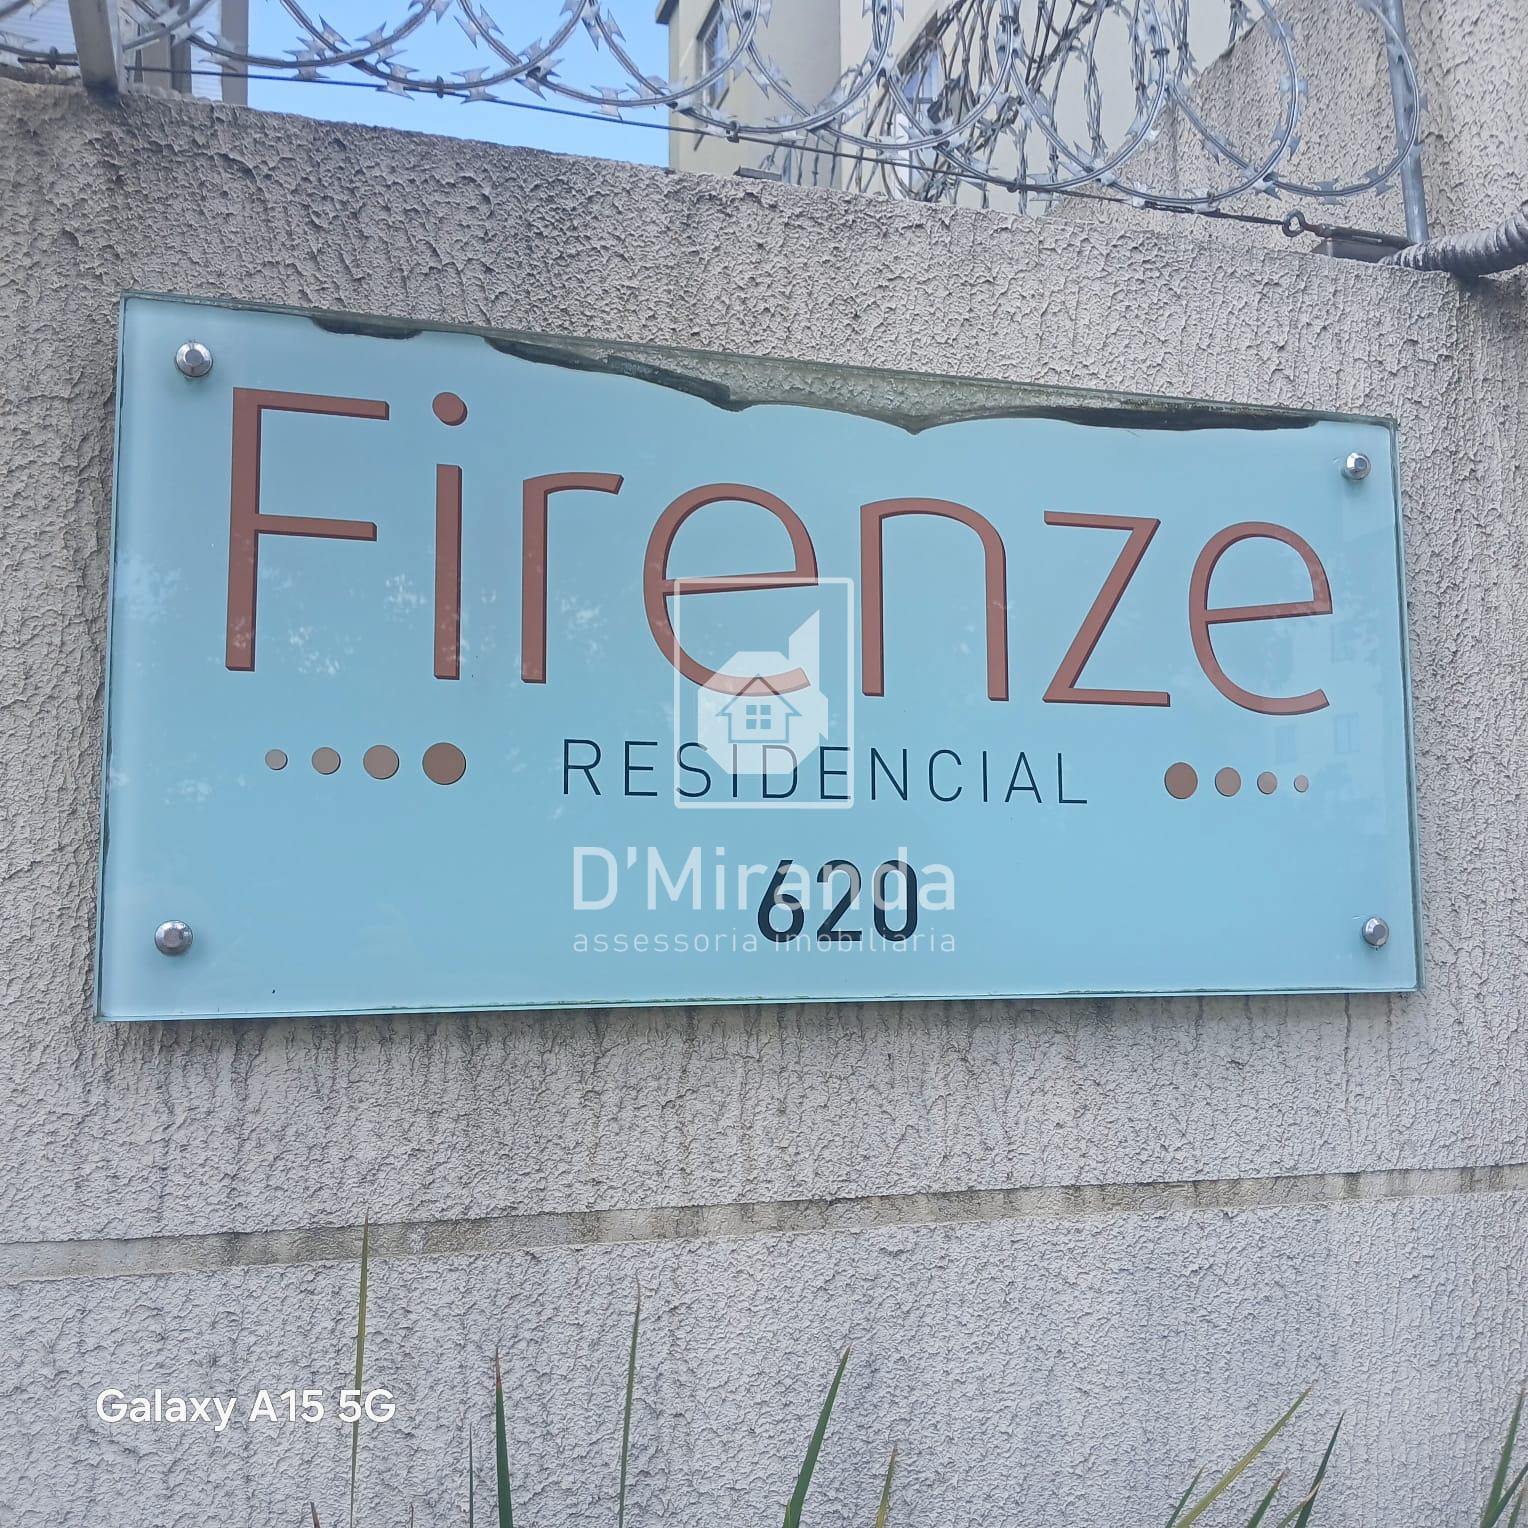 Firenze
RESIDENCIAL
620
D'Miranda
assessoria imobiliária
Galaxy A15 5G